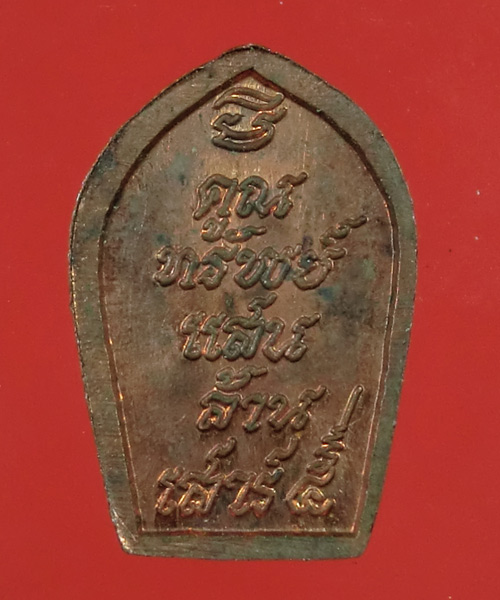 คูณ
ทรัพย์
แสน
ล้าน
เสาร์ ๕